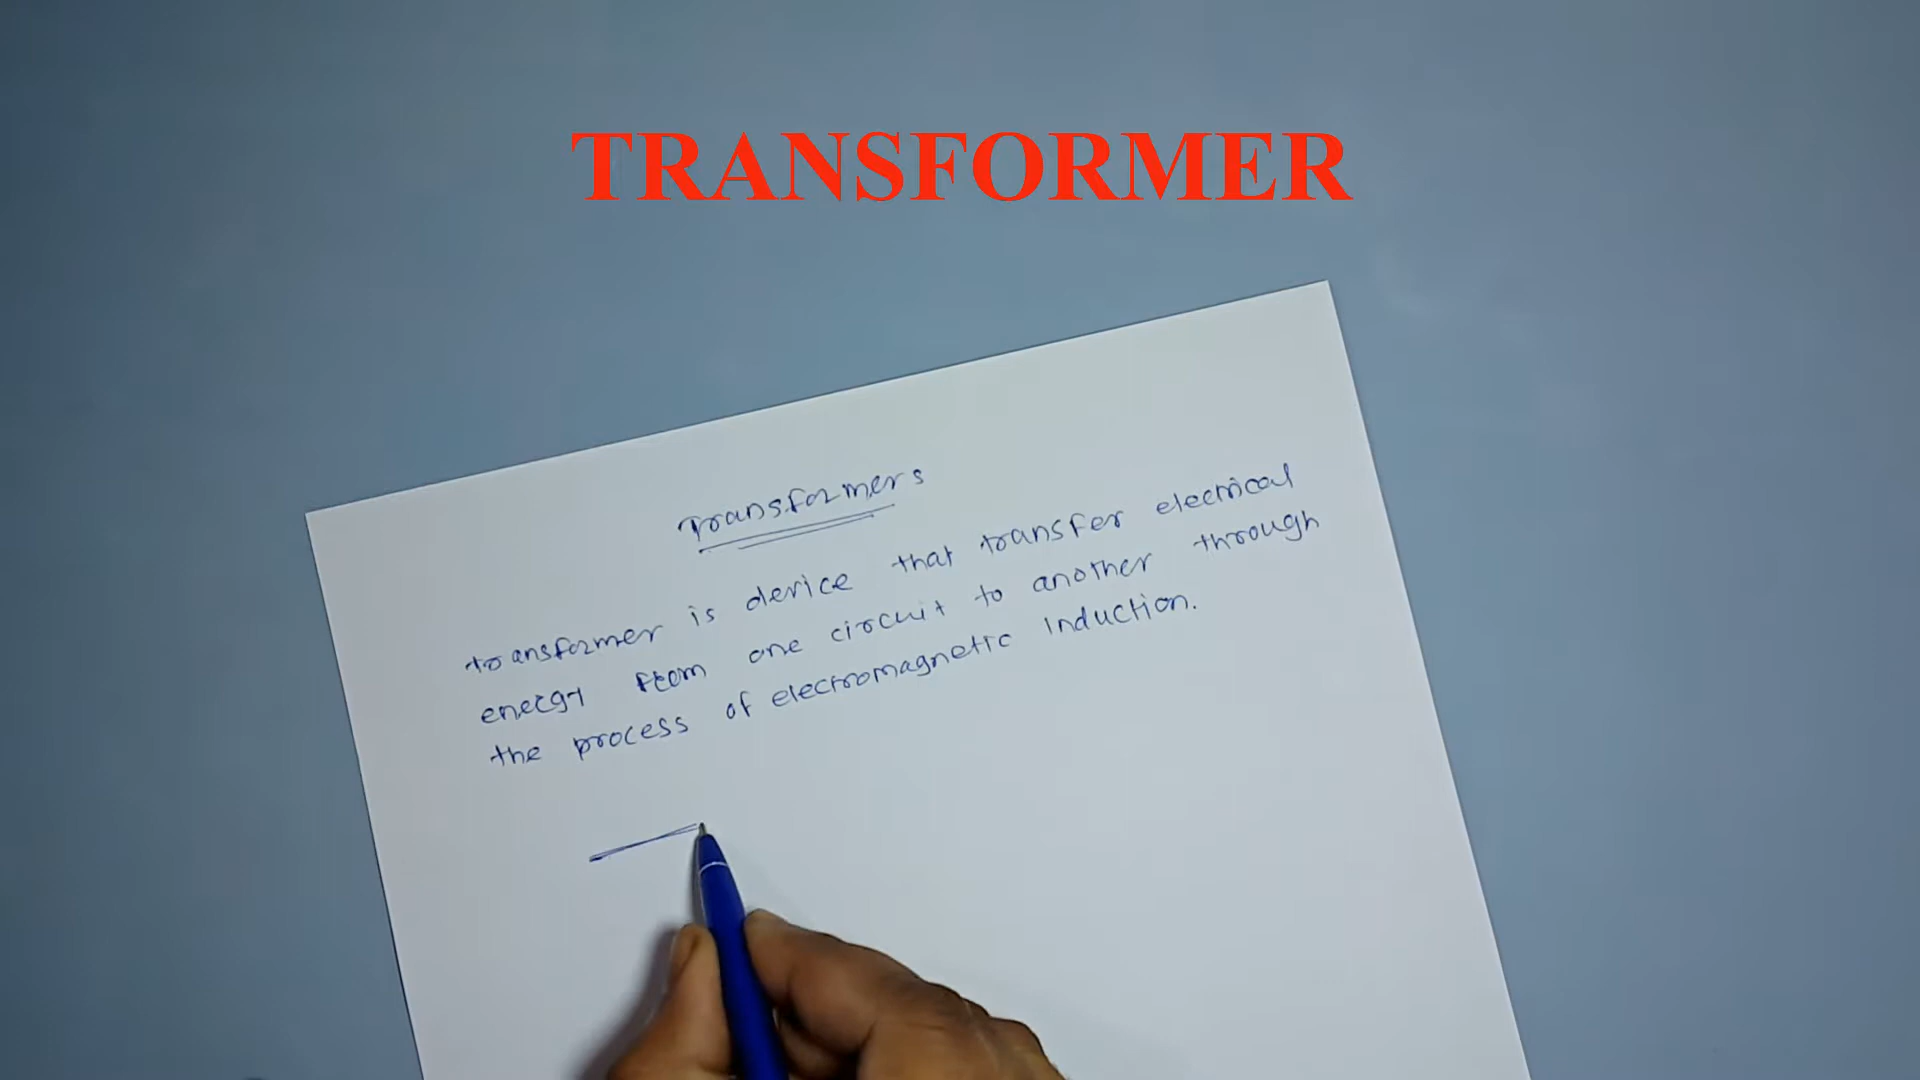 TRANSFORMER
Transformers
transformer is device that transfer electrical
energy from one circuit to another through
the process of electromagnetic induction.